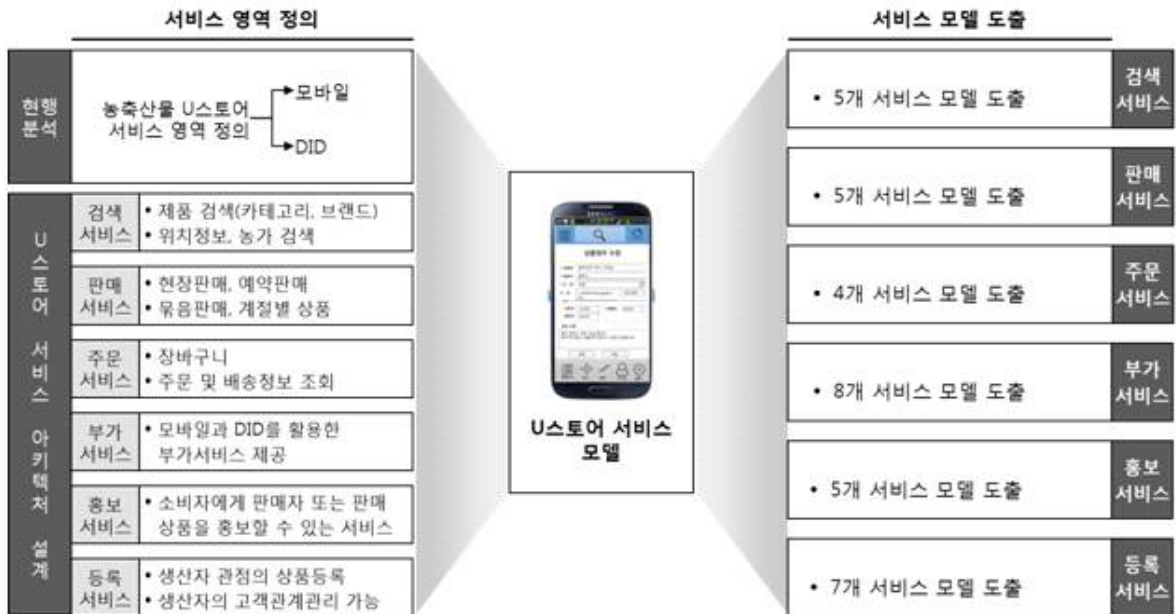 서비스 영역 정의
현행
분석
농축산물 U스토어
서비스 영역 정의
모바일
DID
U스토어 서비스 아키텍처 설계
검색
서비스
• 제품 검색(카테고리, 브랜드)
• 위치정보, 농가 검색
판매
서비스
• 현장판매, 예약판매
• 묶음판매, 계절별 상품
주문
서비스
• 장바구니
• 주문 및 배송정보 조회
부가
서비스
• 모바일과 DID를 활용한
부가서비스 제공
홍보
서비스
• 소비자에게 판매자 또는 판매
상품을 홍보할 수 있는 서비스
등록
서비스
• 생산자 관점의 상품등록
• 생산자의 고객관계관리 가능
U스토어 서비스
모델
서비스 모델 도출
• 5개 서비스 모델 도출
검색
서비스
• 5개 서비스 모델 도출
판매
서비스
• 4개 서비스 모델 도출
주문
서비스
• 8개 서비스 모델 도출
부가
서비스
• 5개 서비스 모델 도출
홍보
서비스
• 7개 서비스 모델 도출
등록
서비스